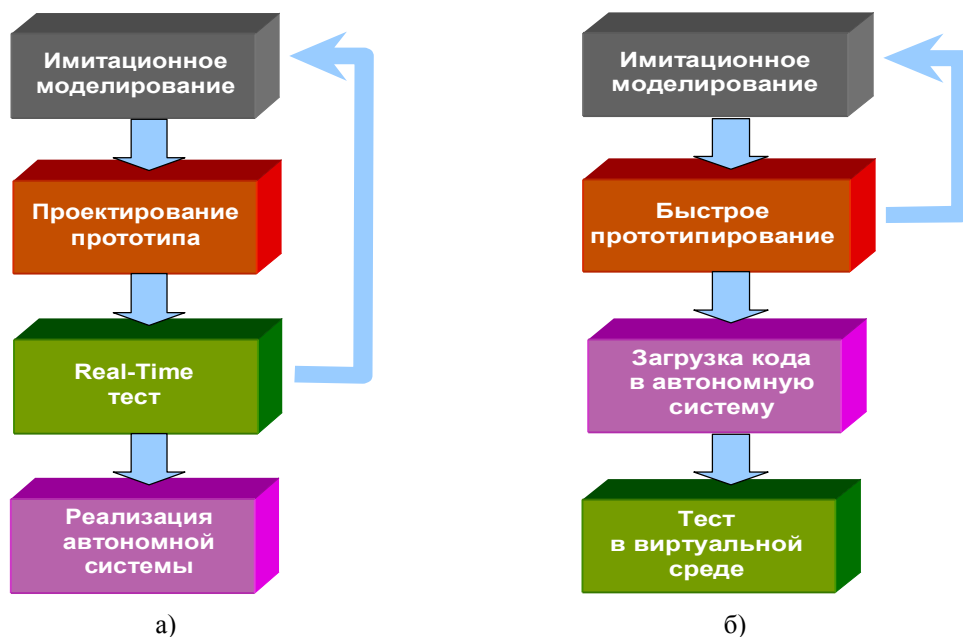 Имитационное
моделирование
Проектирование
прототипа
Real-Time
тест
Реализация
автономной
системы
а)
Имитационное
моделирование
Быстрое
прототипирование
Загрузка кода
в автономную
систему
Тест
в виртуальной
среде
б)